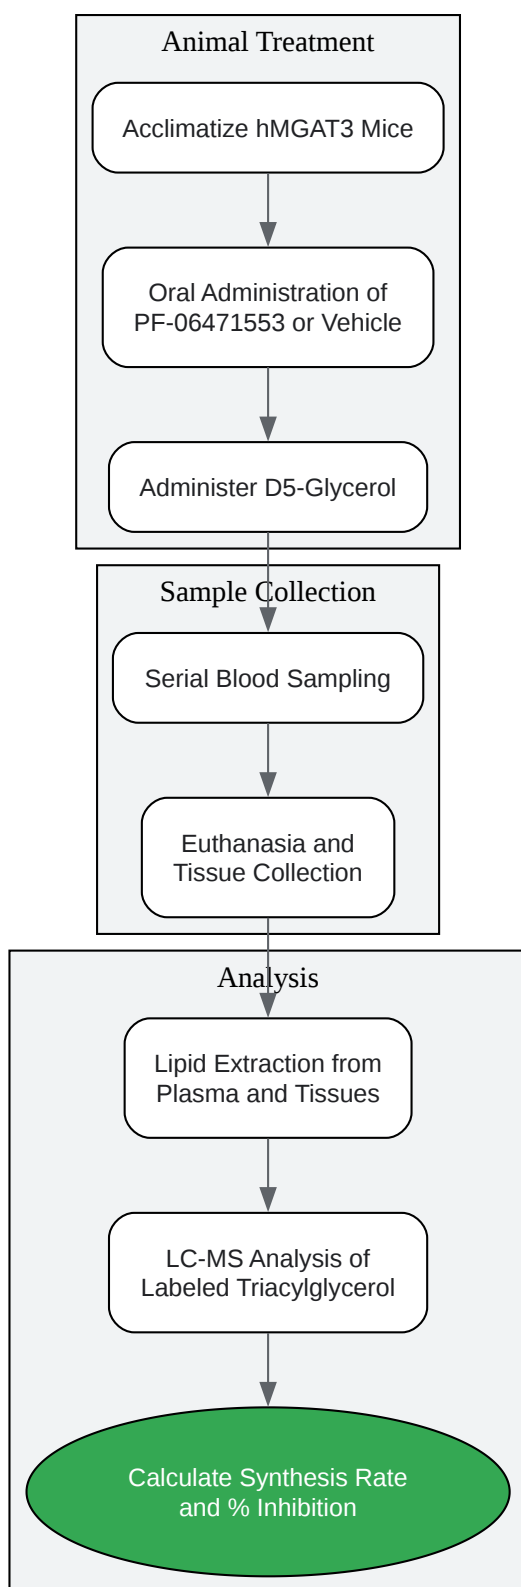 Animal Treatment
Acclimatize hMGAT3 Mice
Oral Administration of
PF-06471553 or Vehicle
Administer D5-Glycerol
Sample Collection
Serial Blood Sampling
Euthanasia and
Tissue Collection
Analysis
Lipid Extraction from
Plasma and Tissues
LC-MS Analysis of
Labeled Triacylglycerol
Calculate Synthesis Rate
and % Inhibition